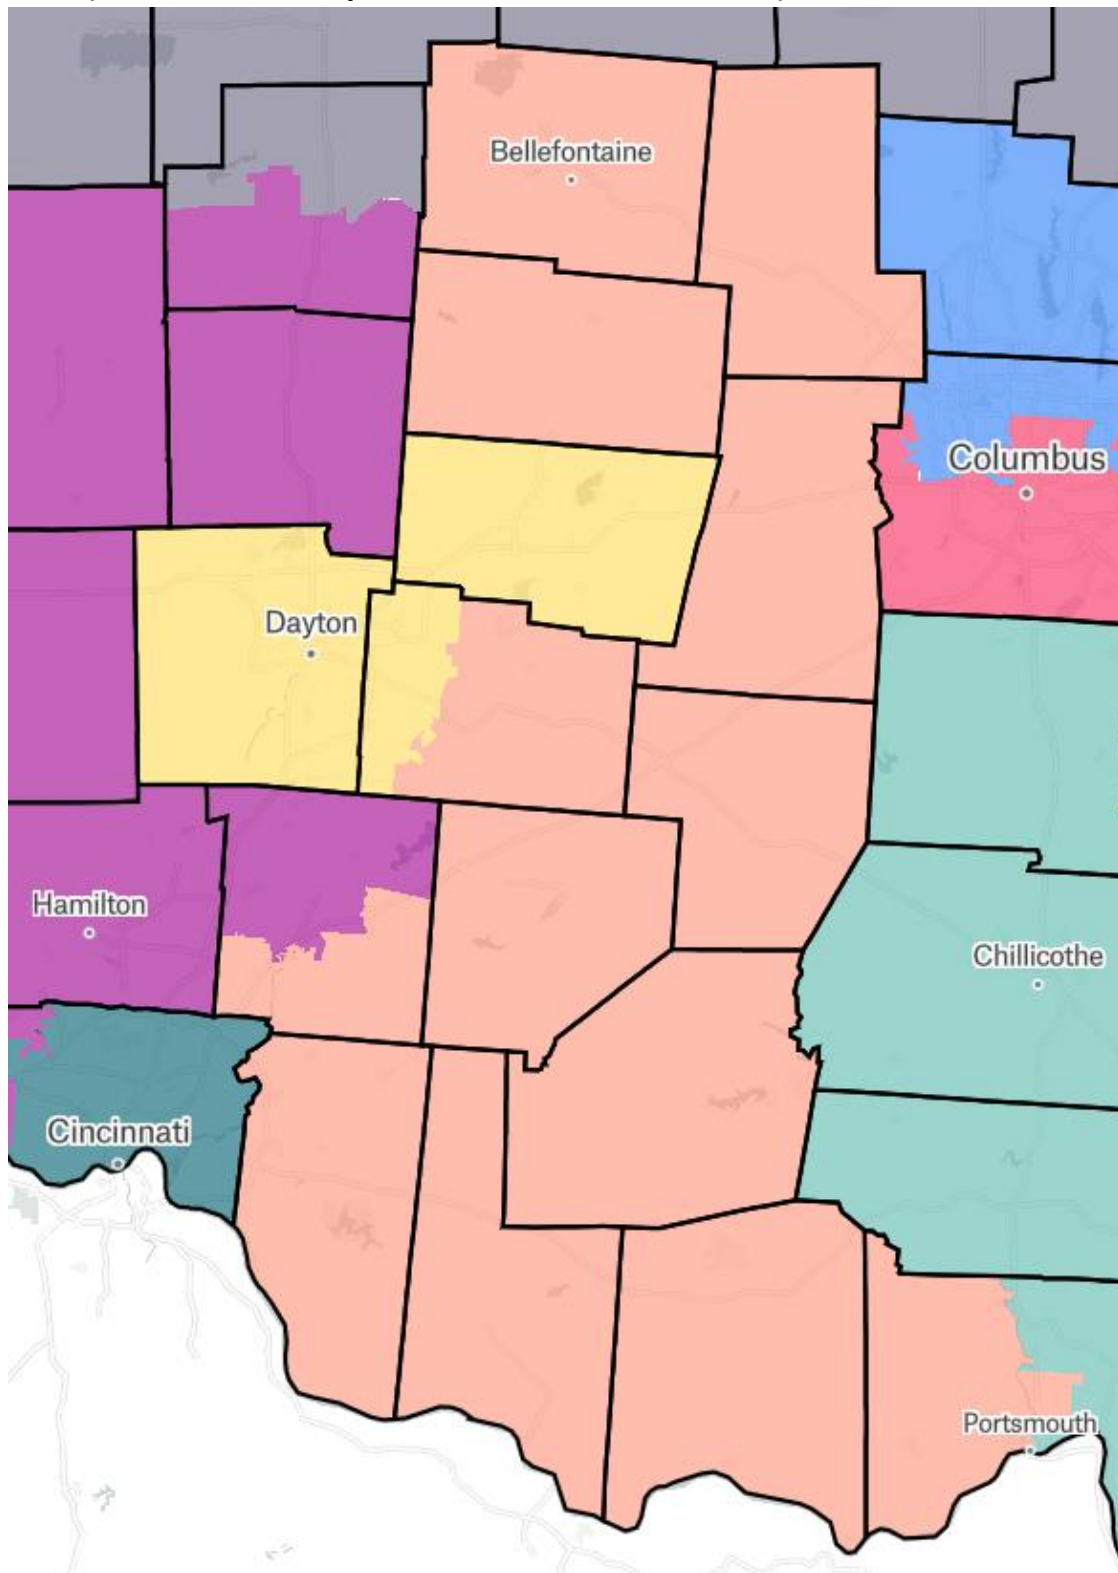 Bellefontaine
Columbus
Dayton
Hamilton
Chillicothe
Cincinnati
Portsmouth